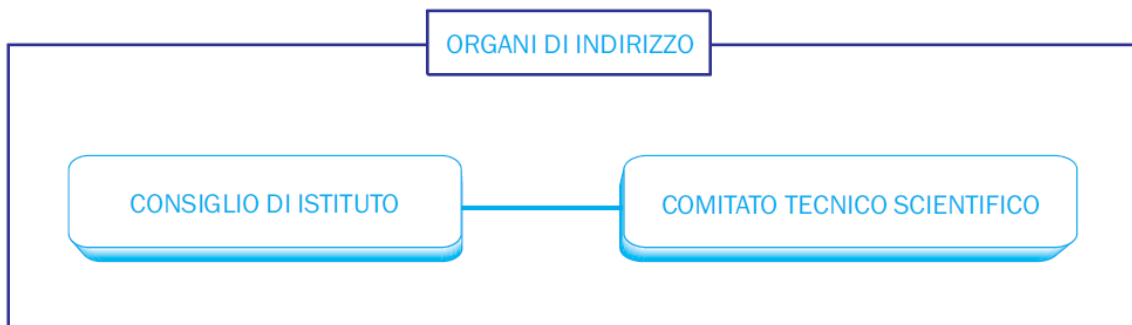 ORGANI DI INDIRIZZO
CONSIGLIO DI ISTITUTO
COMITATO TECNICO SCIENTIFICO